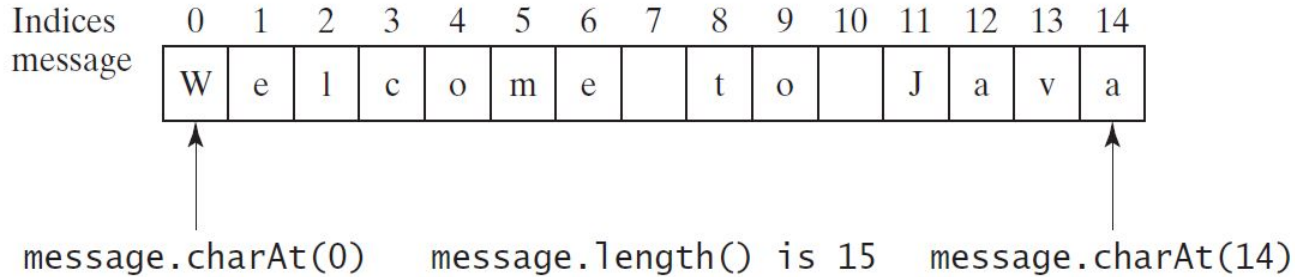 Indices 0 1 2 3 4 5 6 7 8 9 10 11 12 13 14
message W e l c o m e t o J a v a
message.charAt(0) message.length() is 15 message.charAt(14)